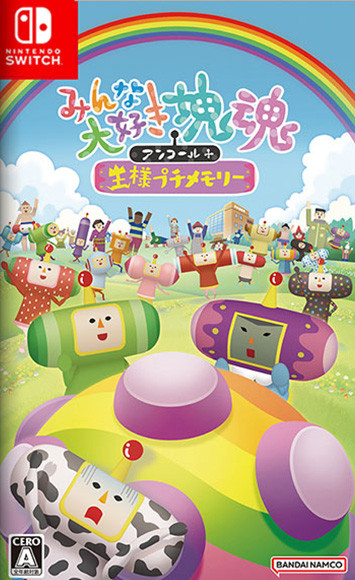 NINTENDO
SWITCH
みんな
大好き塊魂
アンコール+
王様プチメモリー
CERO
A
BANDAI NAMCO